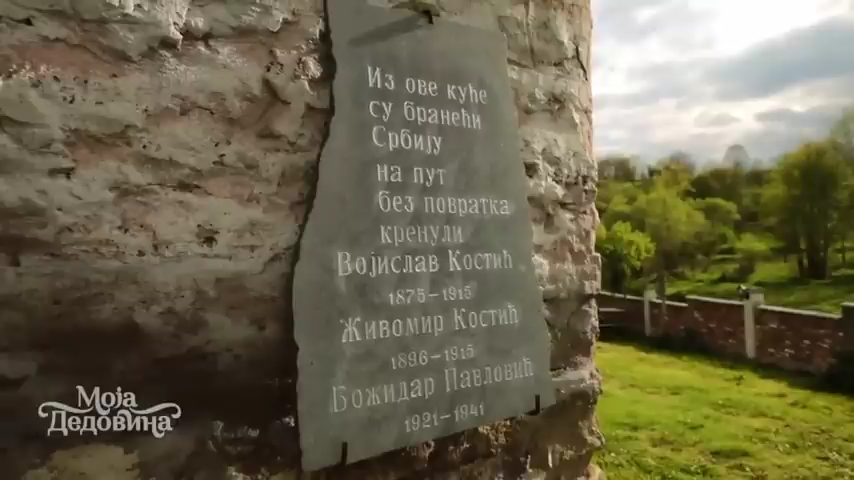 Из ове куће
су бранећи
Србију
на пут
без повратка
кренули
Војислав Костић
1875–1915
Живомир Костић
1896–1915
Божидар Павловић
1921–1941
Моја
Дедовина